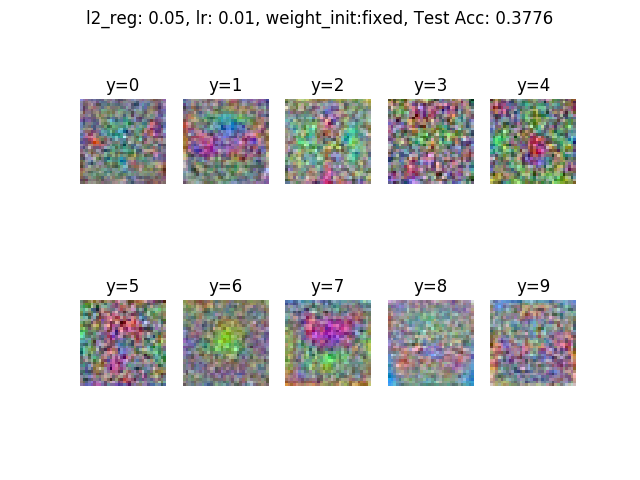 l2_reg: 0.05, lr: 0.01, weight_init:fixed, Test Acc: 0.3776
y=0 y=1 y=2 y=3 y=4
y=5 y=6 y=7 y=8 y=9